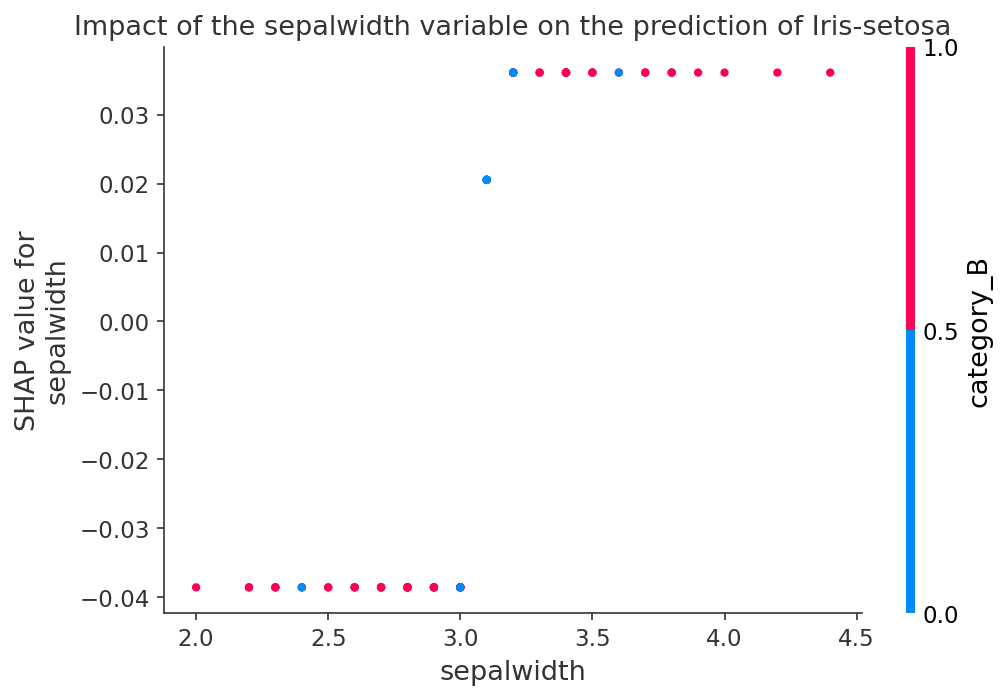 Impact of the sepalwidth variable on the prediction of Iris-setosa
1.0
0.03
0.02
0.01
0.00
−0.01
−0.02
−0.03
−0.04
SHAP value for
sepalwidth
0.5
category_B
0.0
2.0 2.5 3.0 3.5 4.0 4.5
sepalwidth